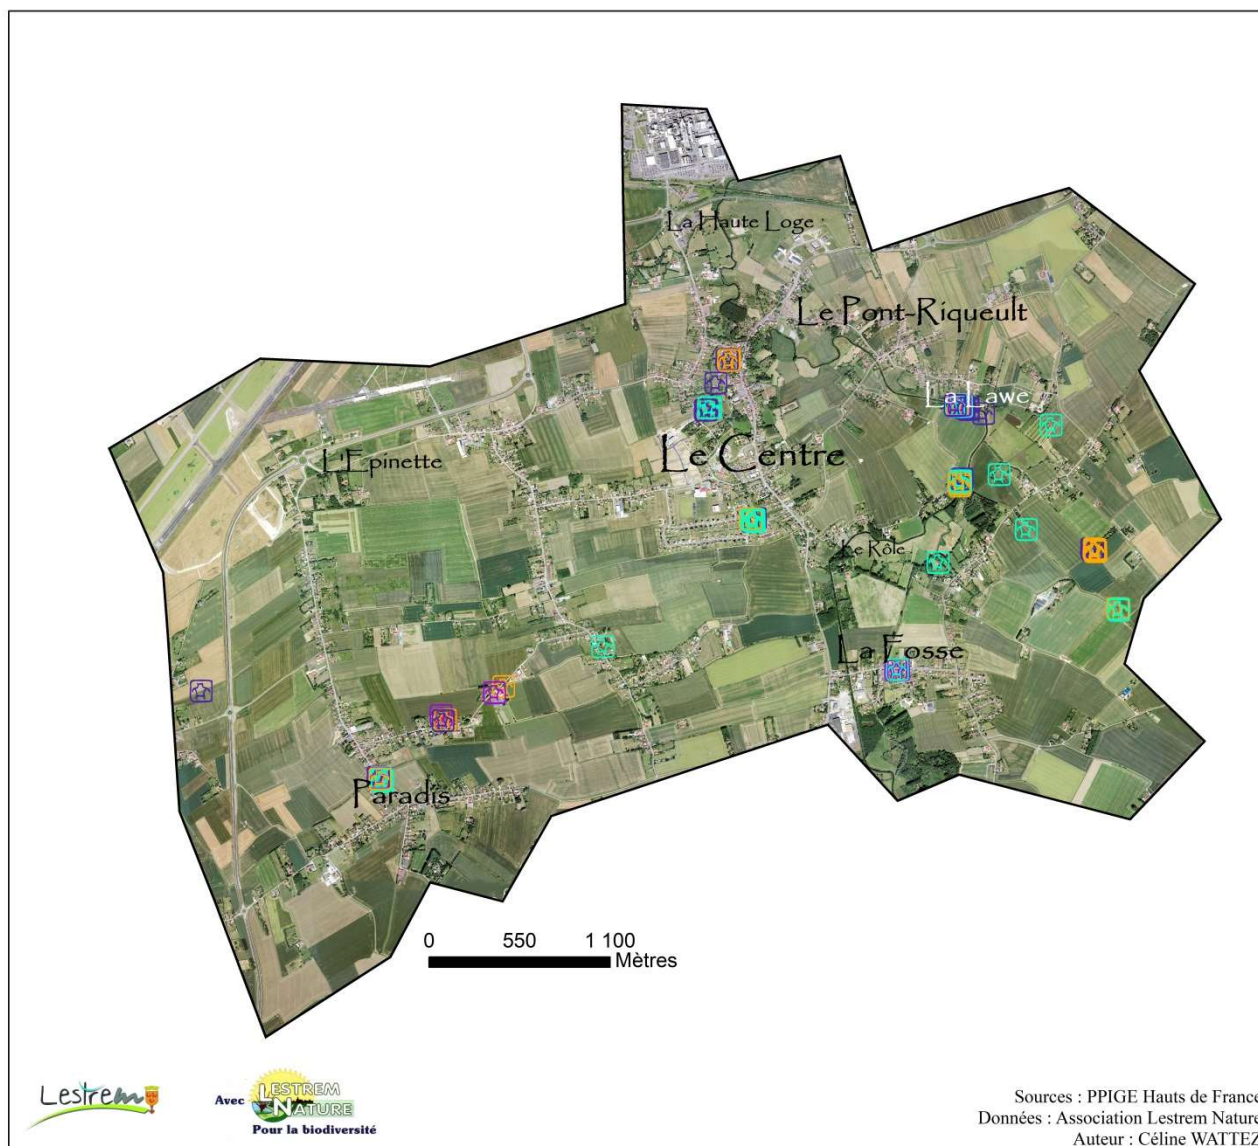 La Haute Loge
Le Pont-Riqueult
La Lawe
Le Centre
L'Epinette
Le Rôle
La Fosse
Paradis
0 550 1 100
Mètres
Lestrem
Avec
LESTREM
NATURE
Pour la biodiversité
Sources : PPIGE Hauts de France
Données : Association Lestrem Nature
Auteur : Céline WATTEZ